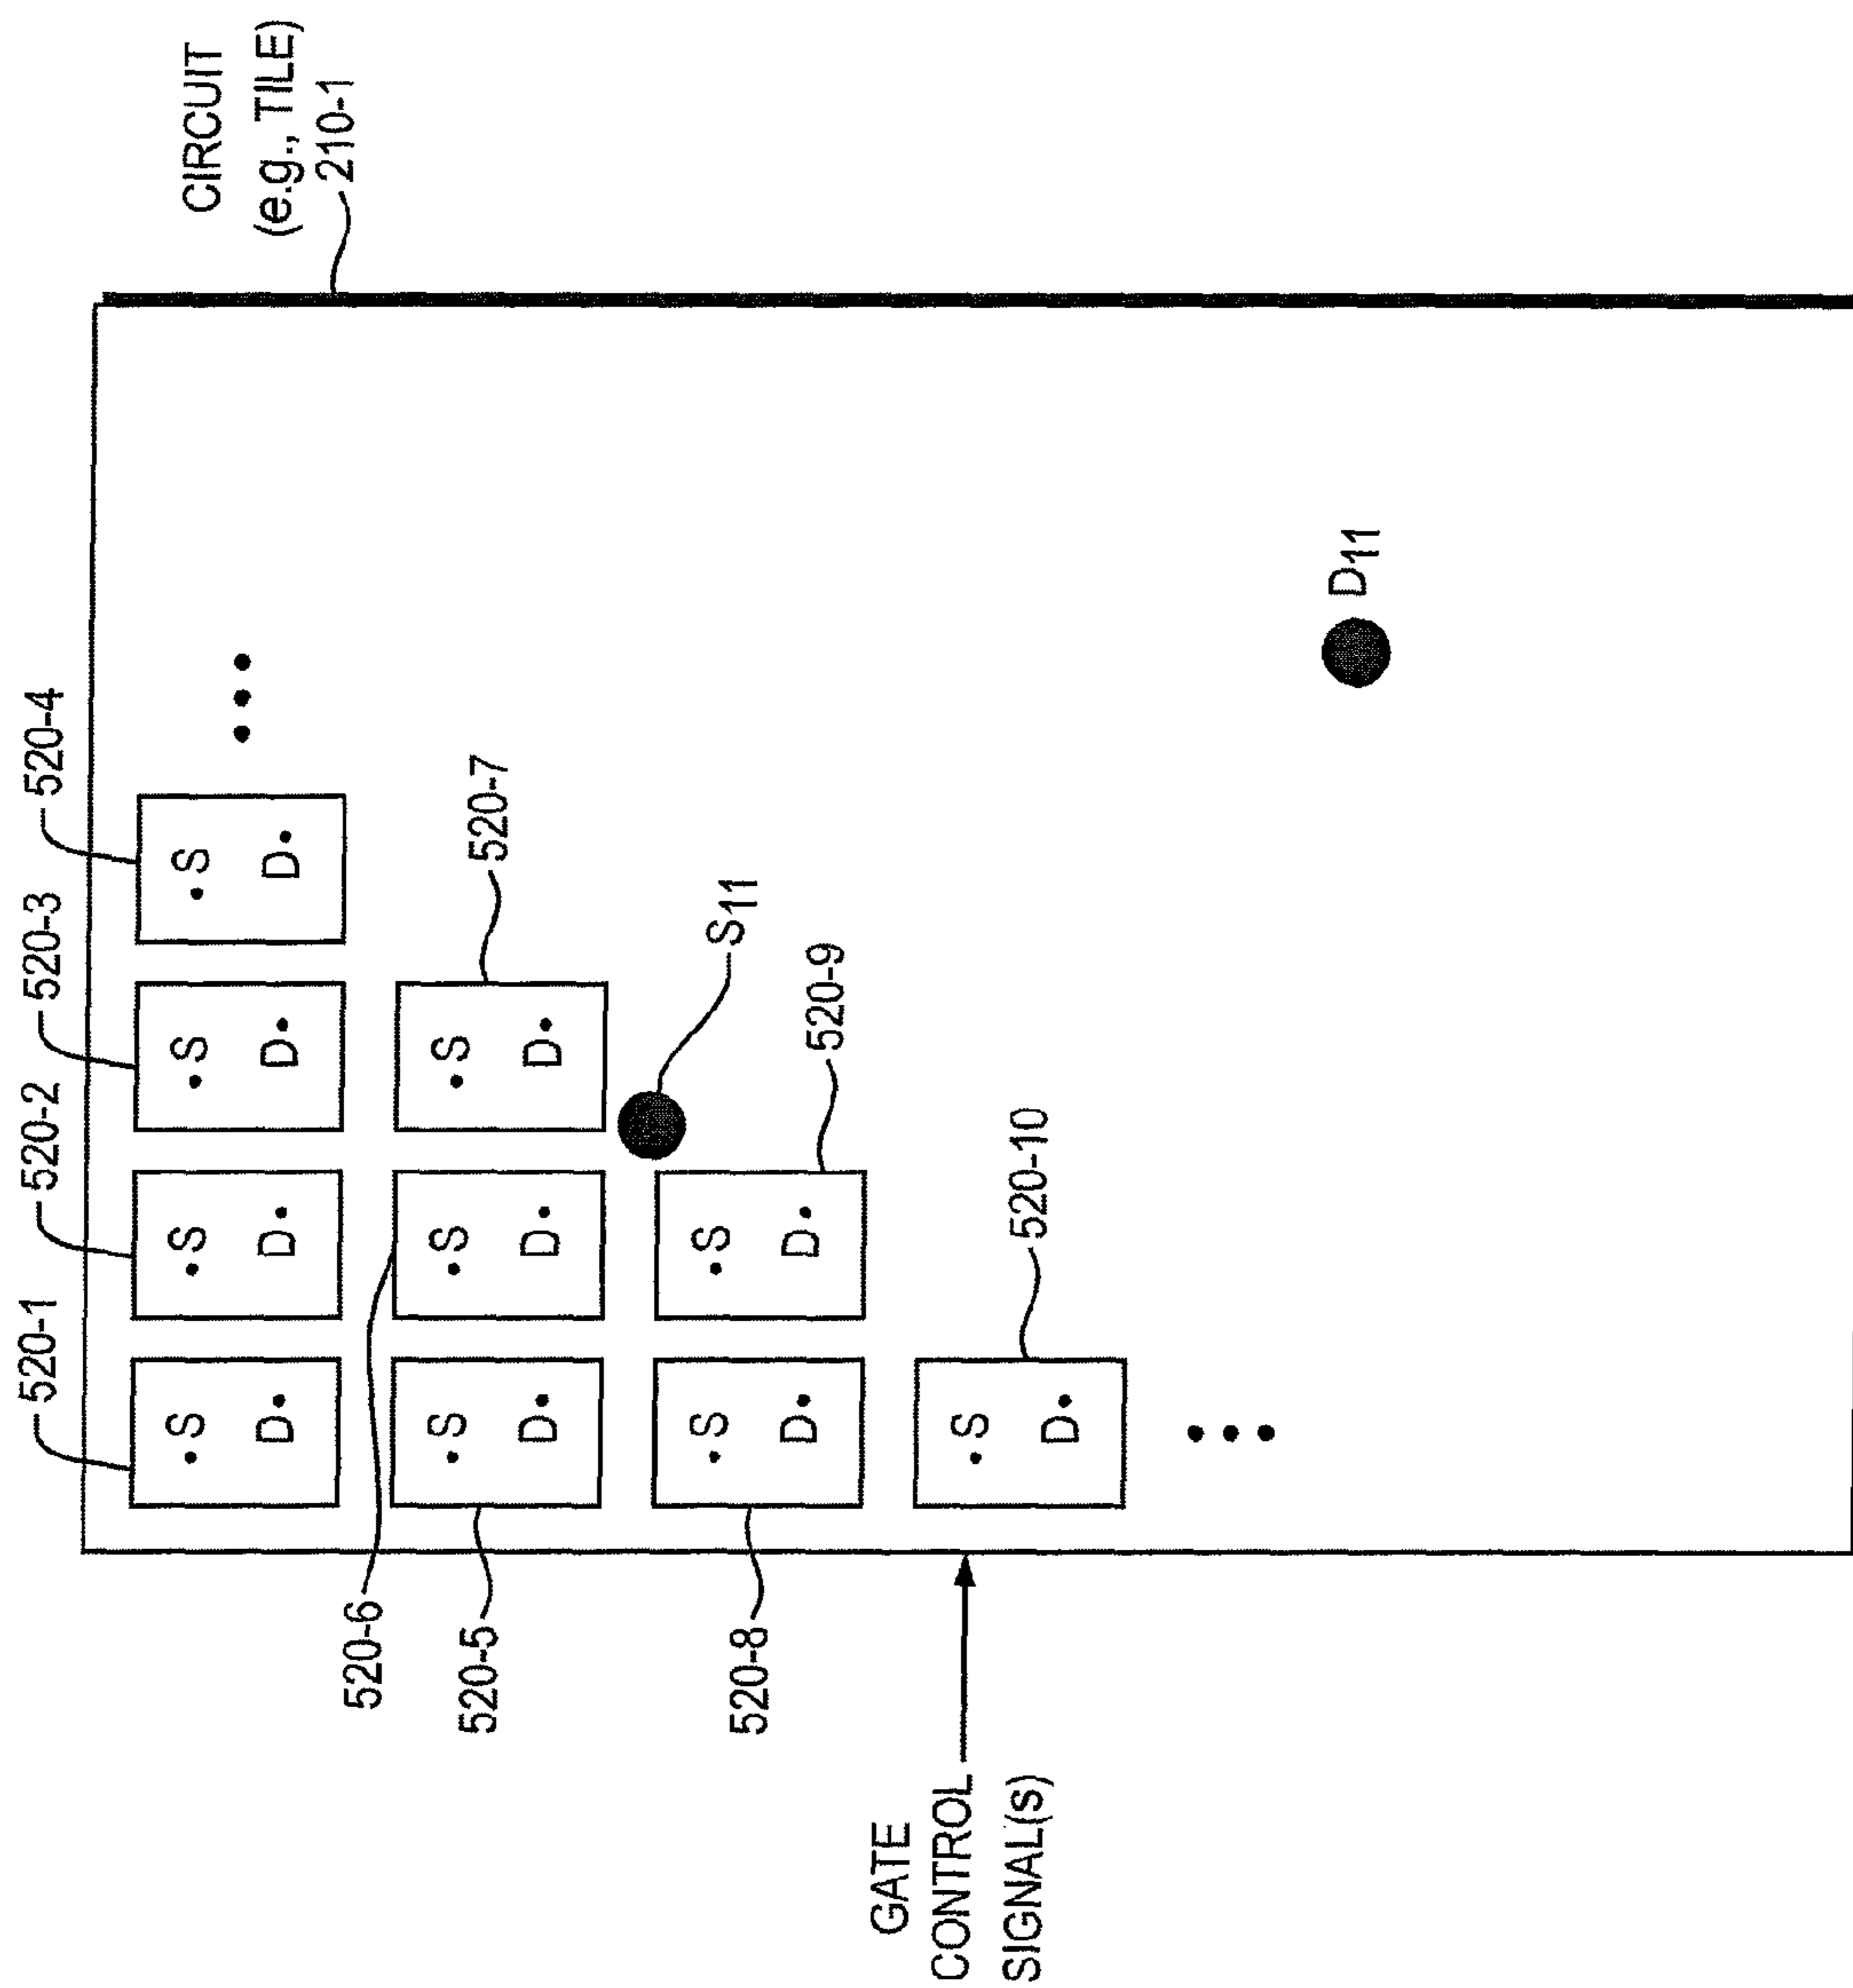 CIRCUIT
(e.g., TILE)
210-1
520-1
520-2
520-3
520-4
S
D
S
D
S
D
S
D
520-6
520-5
520-7
S
D
S
D
S
D
S11
520-8
520-9
S
D
S
D
520-10
S
D
GATE
CONTROL
SIGNAL(s)
D11